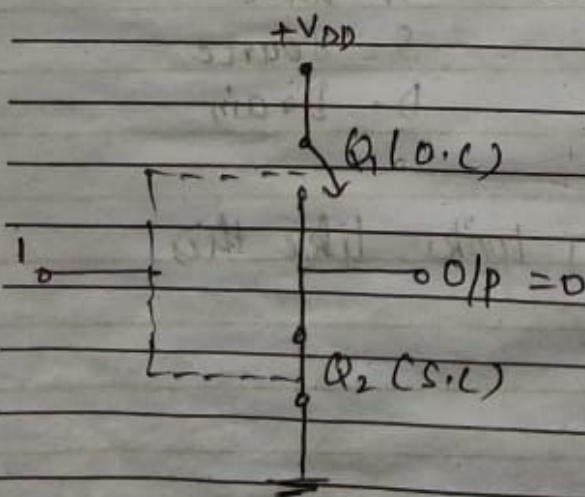 +VDD
Q1 (O.C)
1
O/P = 0
Q2 (S.C)